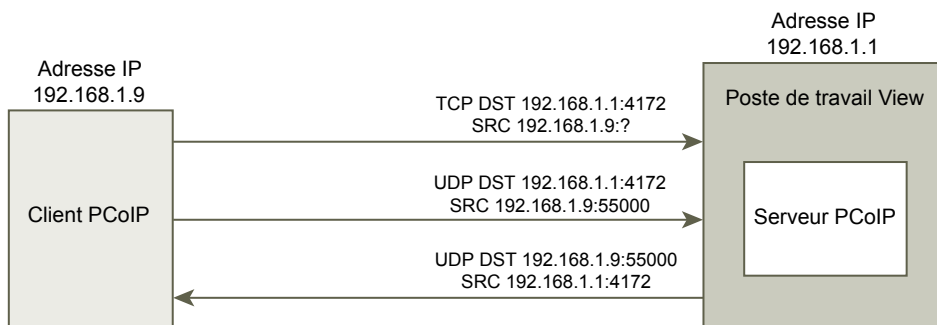 Adresse IP
192.168.1.9
Client PCoIP
TCP DST 192.168.1.1:4172
SRC 192.168.1.9:?
UDP DST 192.168.1.1:4172
SRC 192.168.1.9:55000
UDP DST 192.168.1.9:55000
SRC 192.168.1.1:4172
Adresse IP
192.168.1.1
Poste de travail View
Serveur PCoIP